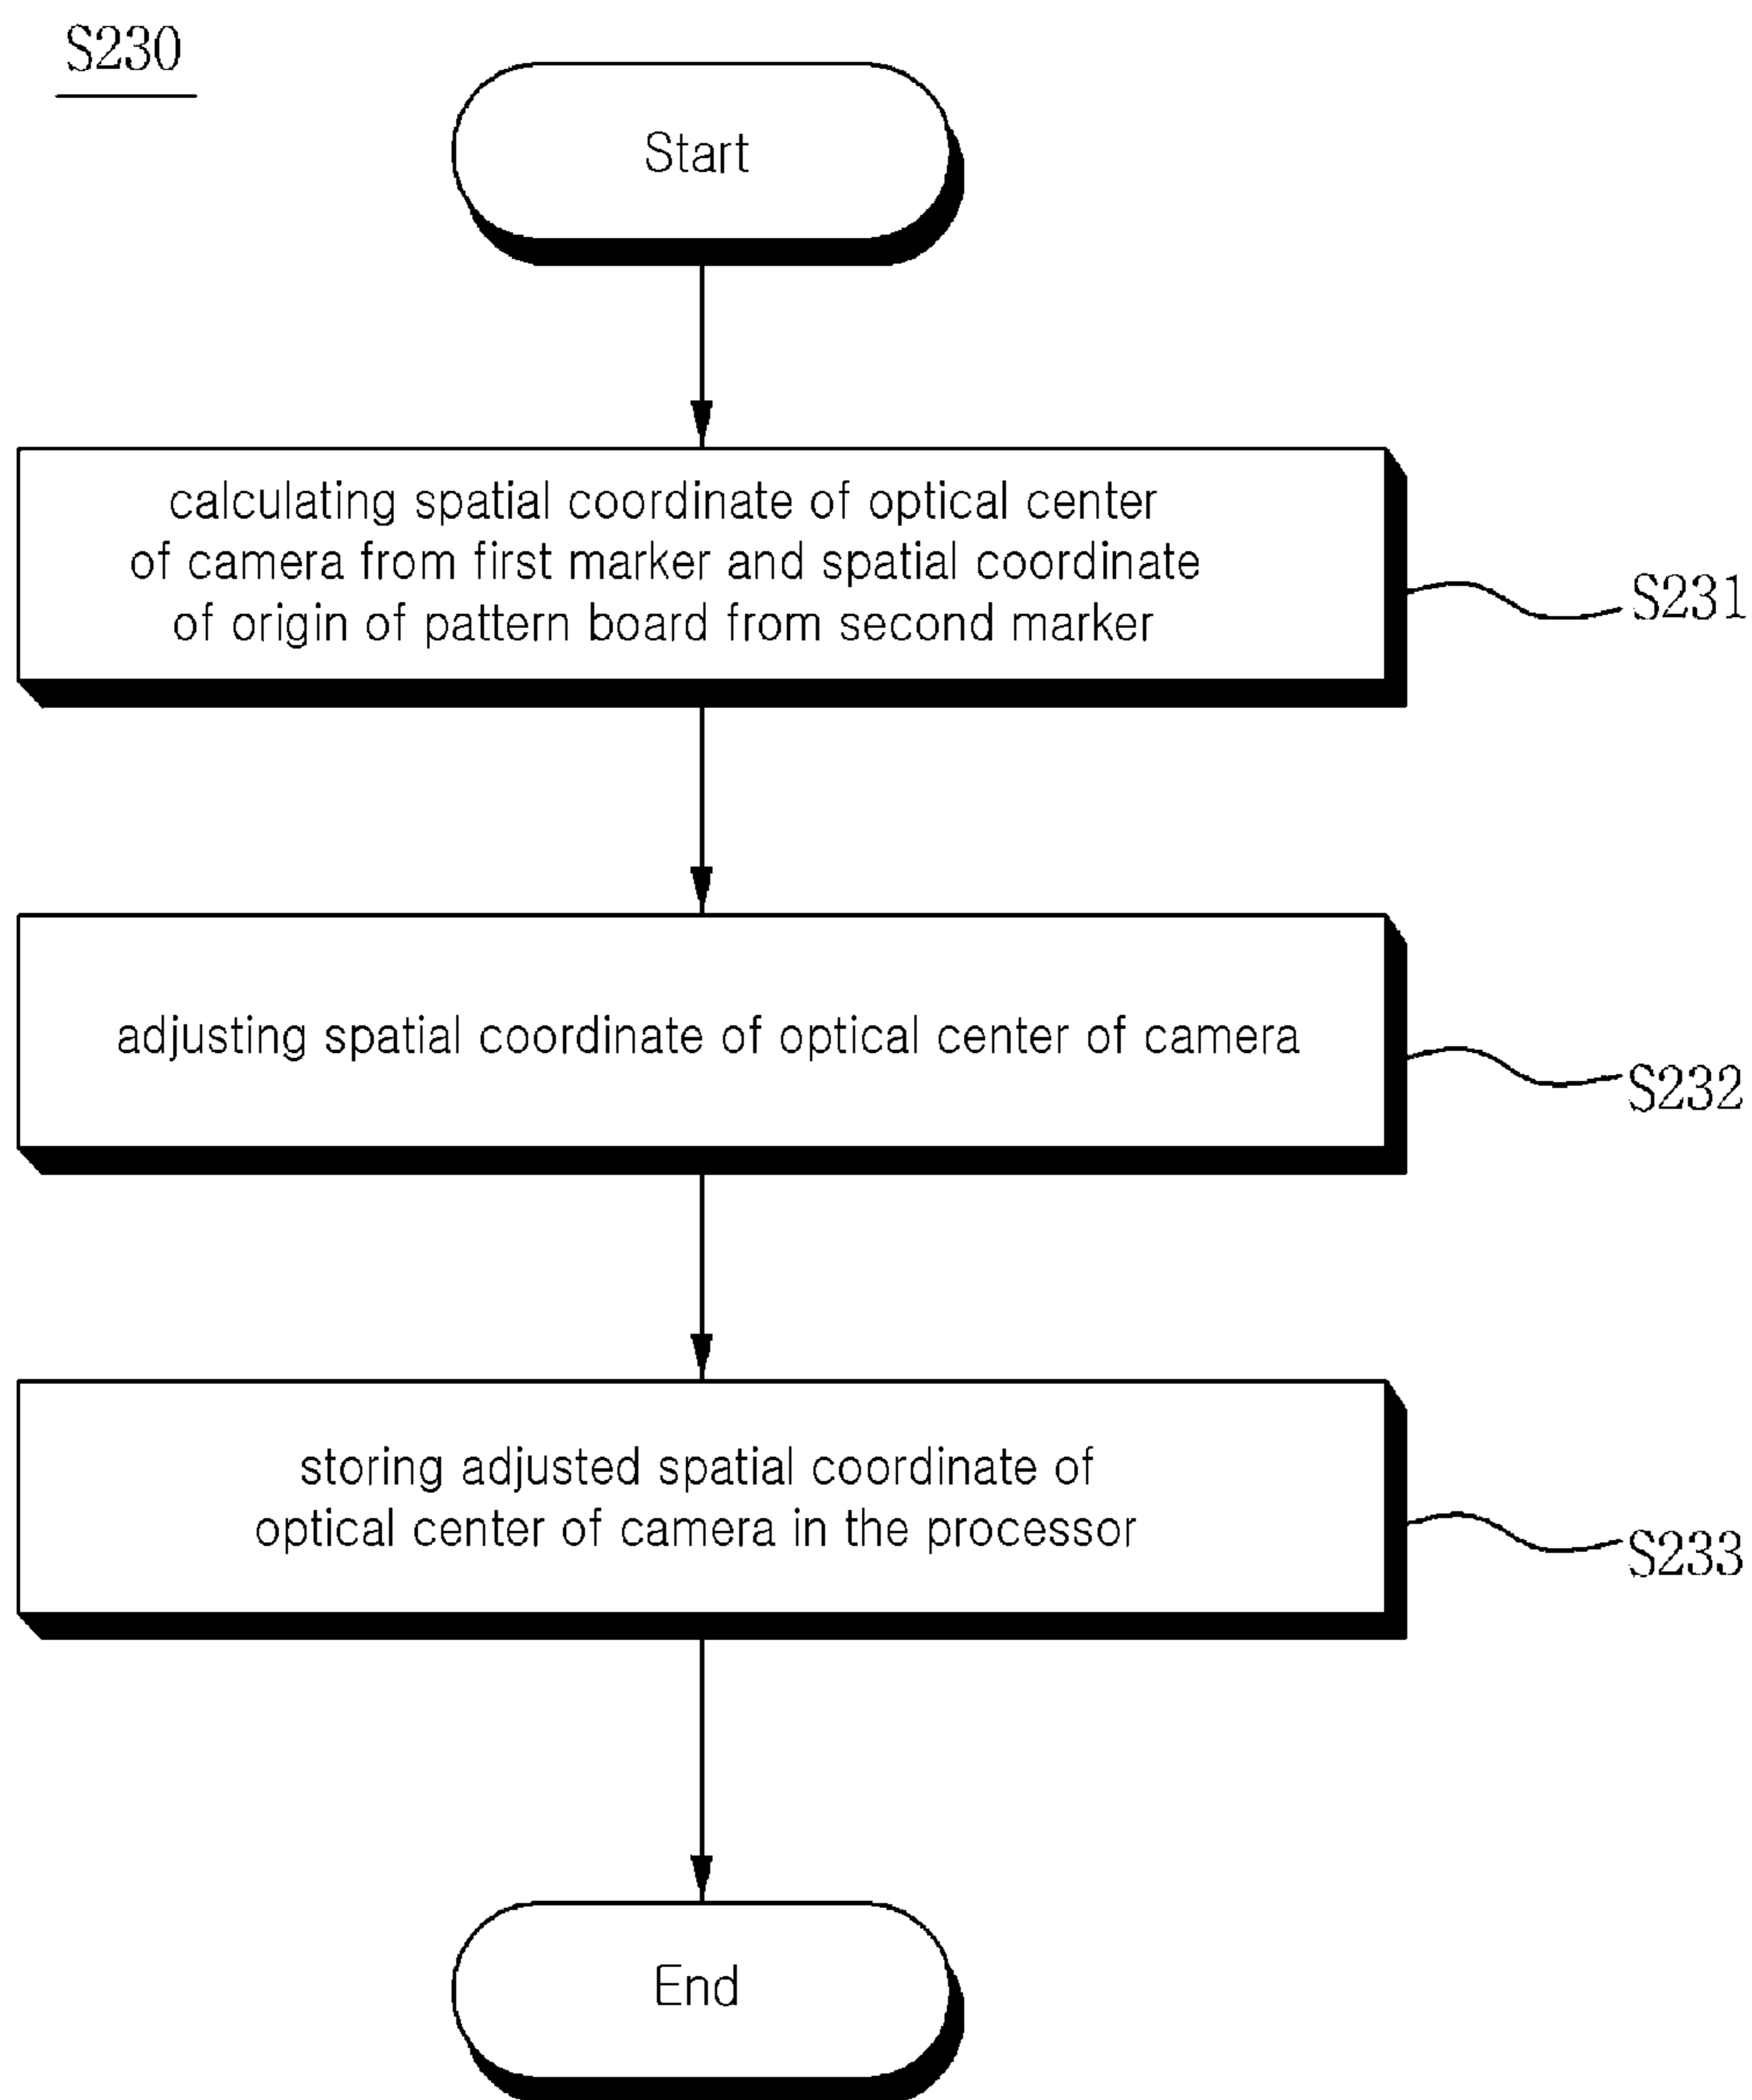 S230
Start
calculating spatial coordinate of optical center
of camera from first marker and spatial coordinate
of origin of pattern board from second marker
S231
adjusting spatial coordinate of optical center of camera
S232
storing adjusted spatial coordinate of
optical center of camera in the processor
S233
End